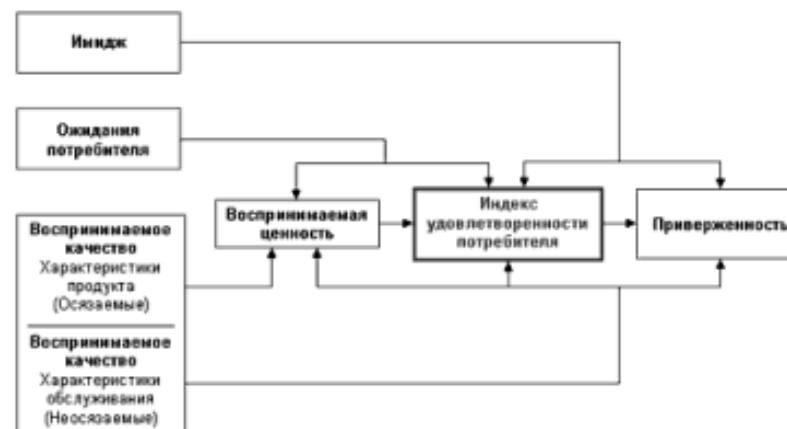 Имидж
Ожидания
потребителя
Воспринимаемое
качество
Характеристики
продукта
(Осязаемые)
Воспринимаемое
качество
Характеристики
обслуживания
(Неосязаемые)
Воспринимаемая
ценность
Индекс
удовлетворенности
потребителя
Приверженность